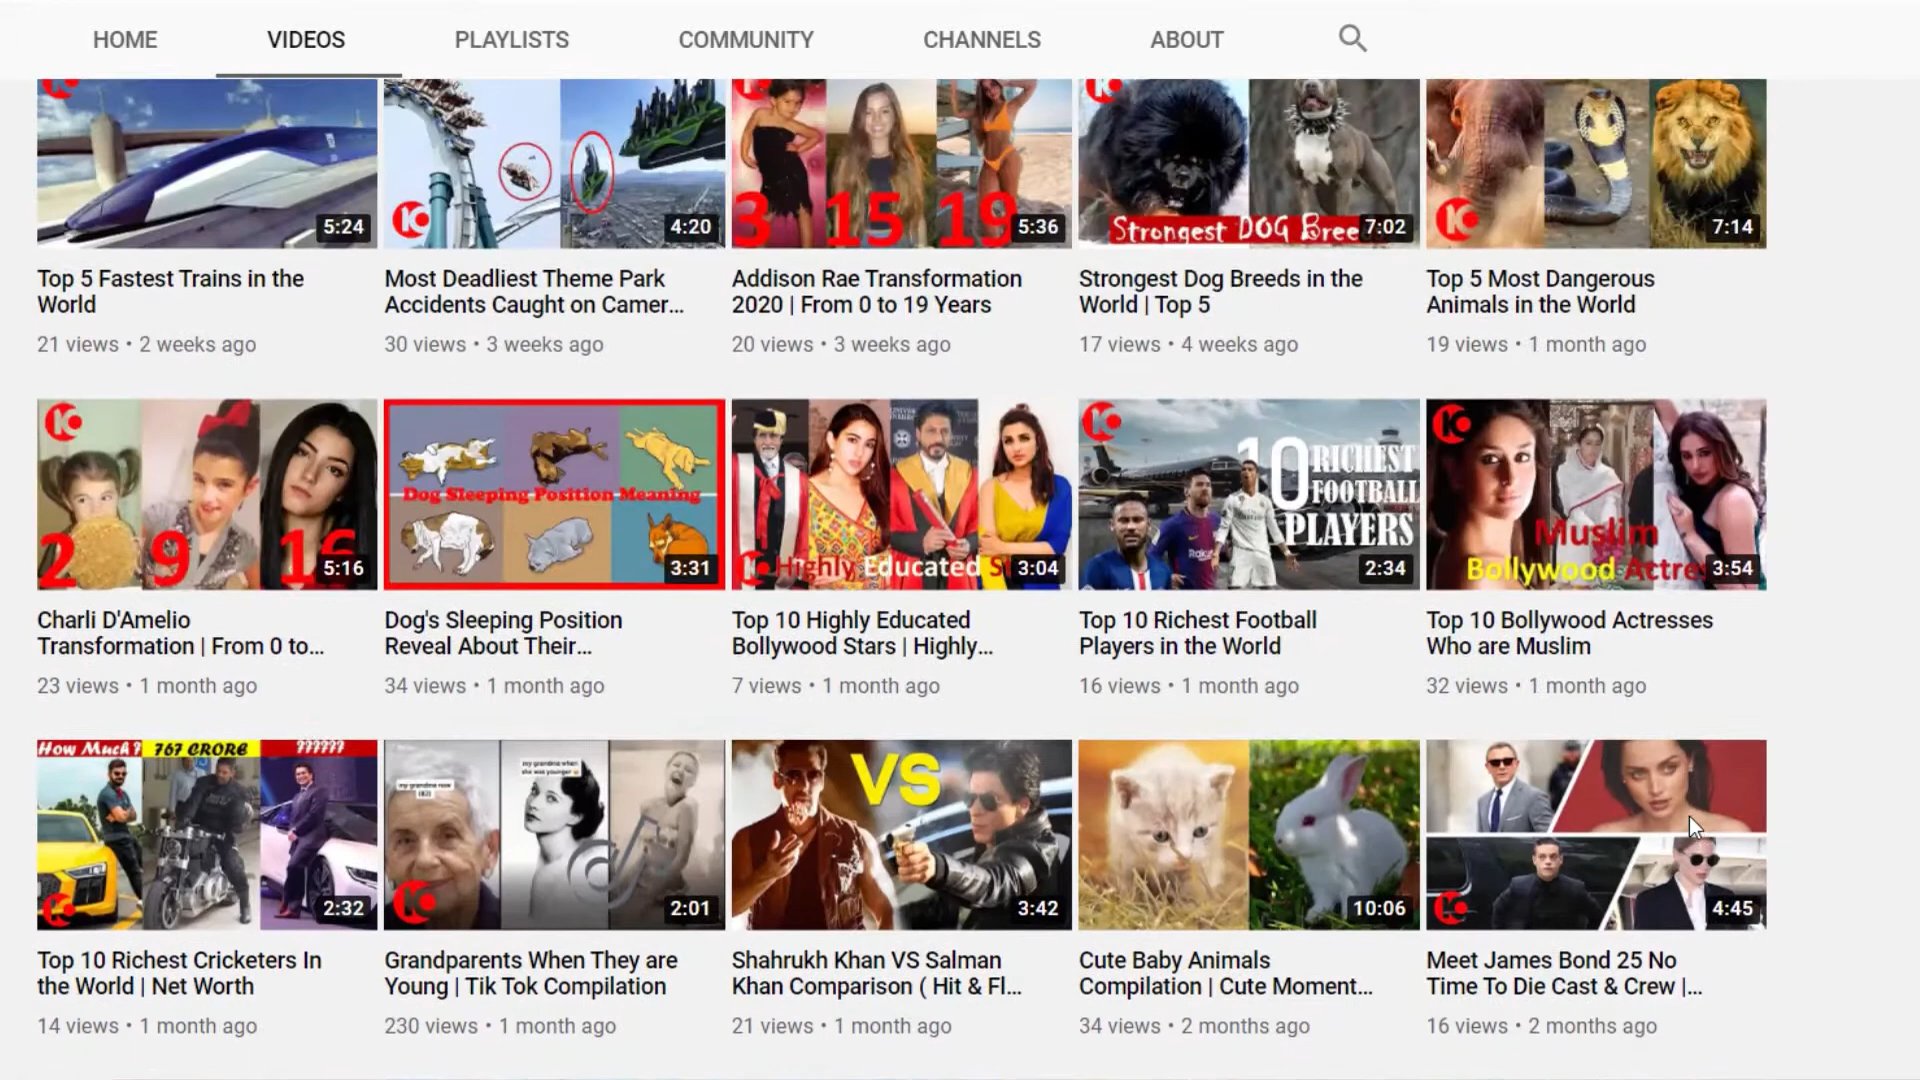 HOME VIDEOS PLAYLISTS COMMUNITY CHANNELS ABOUT
5:24
4:20
3 15 19
5:36
Strongest DOG Bree
7:02
7:14
Top 5 Fastest Trains in the
World
21 views • 2 weeks ago
Most Deadliest Theme Park
Accidents Caught on Camer...
30 views • 3 weeks ago
Addison Rae Transformation
2020 | From 0 to 19 Years
20 views • 3 weeks ago
Strongest Dog Breeds in the
World | Top 5
17 views • 4 weeks ago
Top 5 Most Dangerous
Animals in the World
19 views • 1 month ago
2 9 16
5:16
Dog Sleeping Position Meaning
3:31
Highly Educated S
3:04
10 RICHEST
FOOTBALL
PLAYERS
2:34
Muslim
Bollywood Actre
3:54
Charli D'Amelio
Transformation | From 0 to...
23 views • 1 month ago
Dog's Sleeping Position
Reveal About Their...
34 views • 1 month ago
Top 10 Highly Educated
Bollywood Stars | Highly...
7 views • 1 month ago
Top 10 Richest Football
Players in the World
16 views • 1 month ago
Top 10 Bollywood Actresses
Who are Muslim
32 views • 1 month ago
How Much? 767 CRORE ??????
2:32
my grandma now
(82)
my grandma when
she was younger
2:01
VS
3:42
10:06
4:45
Top 10 Richest Cricketers In
the World | Net Worth
14 views • 1 month ago
Grandparents When They are
Young | Tik Tok Compilation
230 views • 1 month ago
Shahrukh Khan VS Salman
Khan Comparison ( Hit & Fl...
21 views • 1 month ago
Cute Baby Animals
Compilation | Cute Moment...
34 views • 2 months ago
Meet James Bond 25 No
Time To Die Cast & Crew |...
16 views • 2 months ago